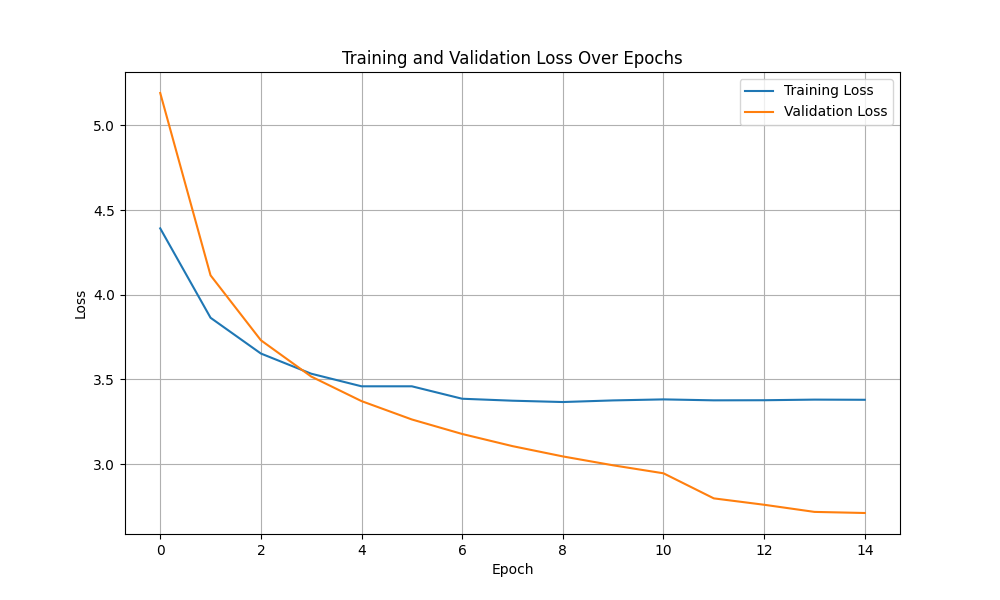 Training and Validation Loss Over Epochs
Training Loss
Validation Loss
5.0
4.5
4.0
3.5
3.0
Loss
0 2 4 6 8 10 12 14
Epoch